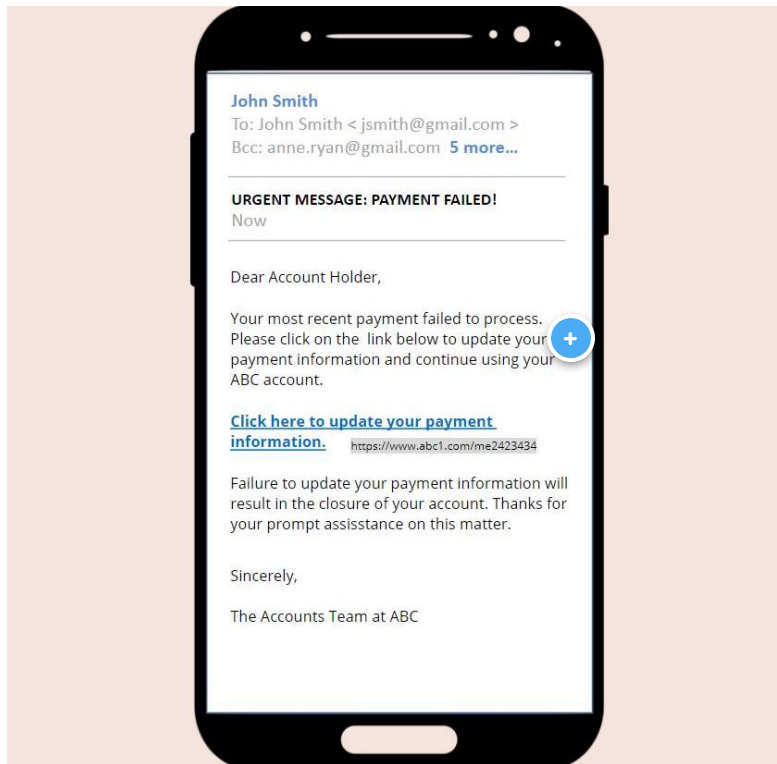 John Smith
To: John Smith < jsmith@gmail.com >
Bcc: anne.ryan@gmail.com 5 more...
URGENT MESSAGE: PAYMENT FAILED!
Now
Dear Account Holder,
Your most recent payment failed to process.
Please click on the link below to update your
payment information and continue using your
ABC account.
Click here to update your payment
information. https://www.abc1.com/me2423434
Failure to update your payment information will
result in the closure of your account. Thanks for
your prompt assisstance on this matter.
Sincerely,
The Accounts Team at ABC